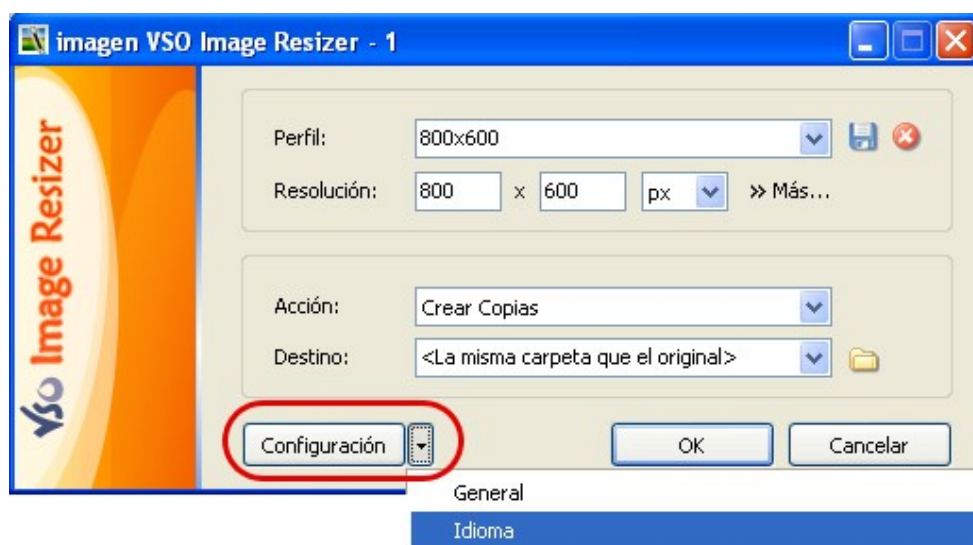 imagen VSO Image Resizer - 1
VSO Image Resizer
Perfil: 800x600
Resolución: 800 x 600 px » Más...
Acción: Crear Copias
Destino: <La misma carpeta que el original>
Configuración OK Cancelar
General
Idioma